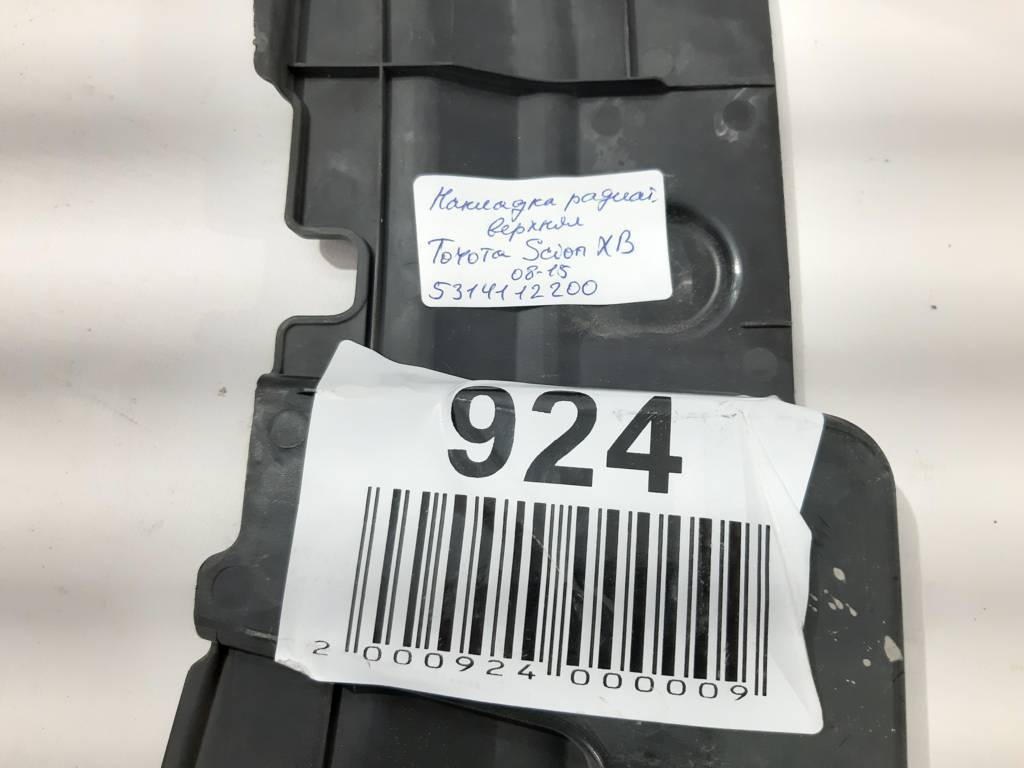 Накладка радиат.
верхняя
Toyota Scion XB
08-15
5314112200
924
2 000924 000009